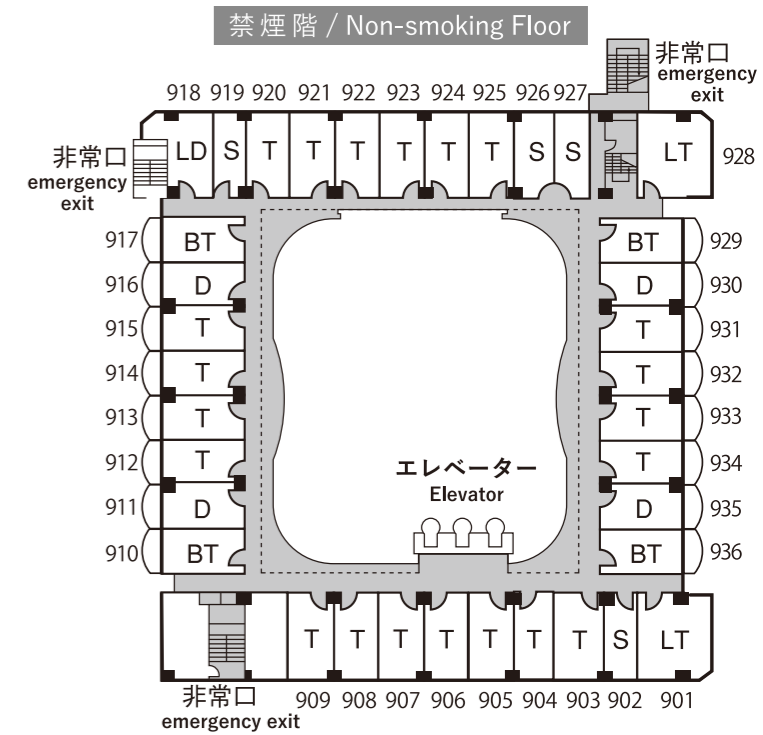 禁煙階 / Non-smoking Floor
非常口
emergency
exit
918 919 920 921 922 923 924 925 926 927
LD S T T T T T T S S LT
928
非常口
emergency
exit
917 BT BT 929
916 D D 930
915 T T 931
914 T T 932
913 T T 933
912 T T 934
エレベーター
Elevator
911 D D 935
910 BT BT 936
T T T T T T T S LT
非常口
emergency exit
909 908 907 906 905 904 903 902 901